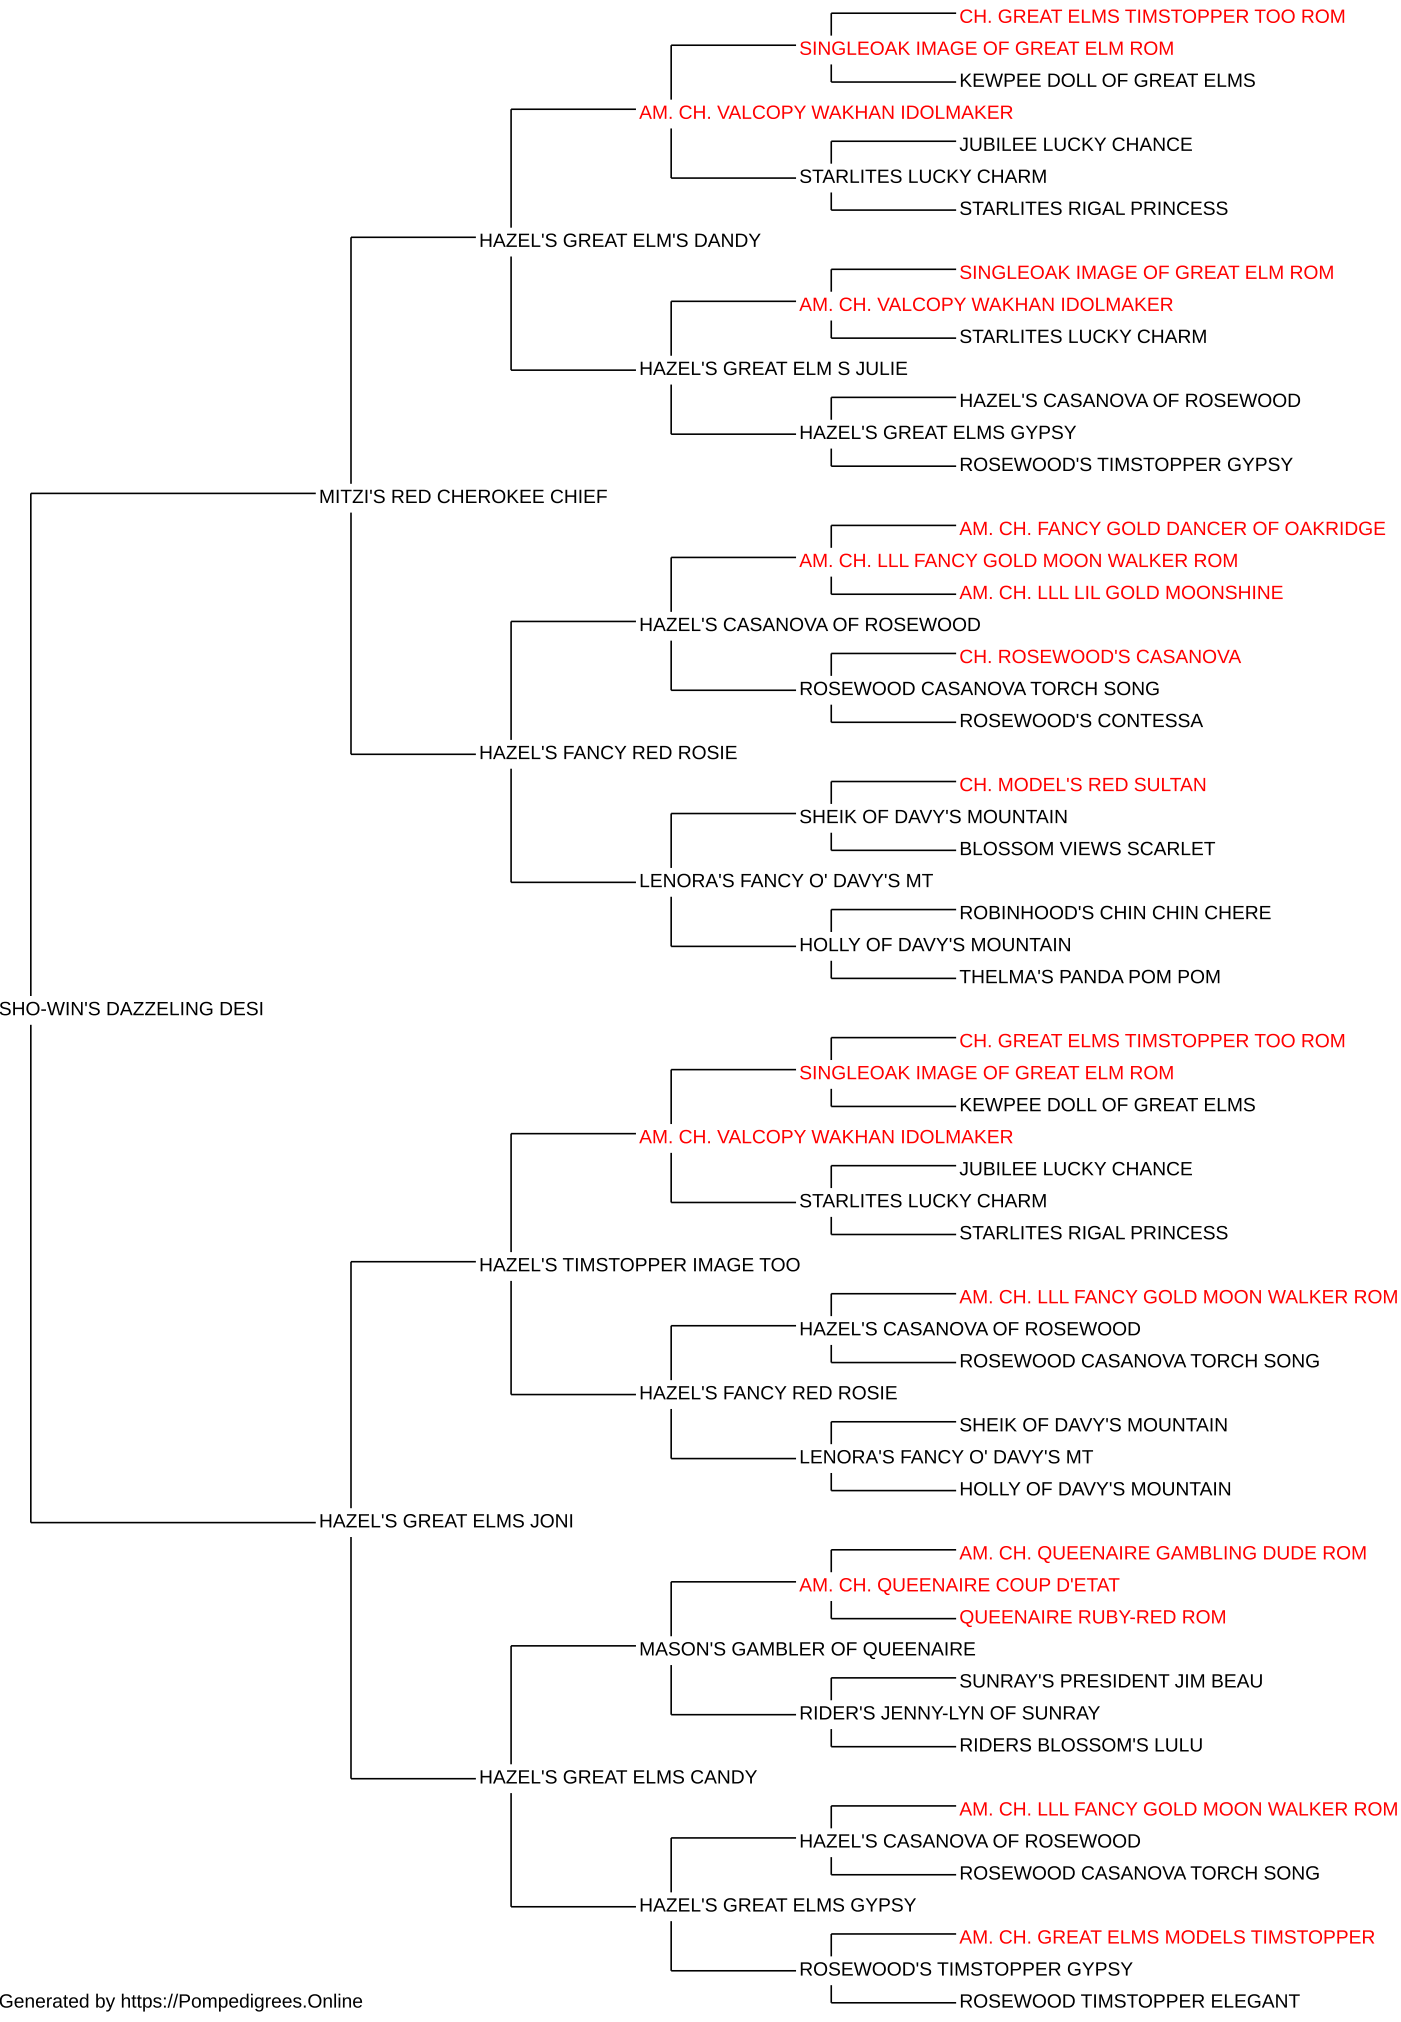 CH. GREAT ELMS TIMSTOPPER TOO ROM
SINGLEOAK IMAGE OF GREAT ELM ROM
KEWPEE DOLL OF GREAT ELMS
AM. CH. VALCOPY WAKHAN IDOLMAKER
JUBILEE LUCKY CHANCE
STARLITES LUCKY CHARM
STARLITES RIGAL PRINCESS
HAZEL'S GREAT ELM'S DANDY
SINGLEOAK IMAGE OF GREAT ELM ROM
AM. CH. VALCOPY WAKHAN IDOLMAKER
STARLITES LUCKY CHARM
HAZEL'S GREAT ELM S JULIE
HAZEL'S CASANOVA OF ROSEWOOD
HAZEL'S GREAT ELMS GYPSY
ROSEWOOD'S TIMSTOPPER GYPSY
MITZI'S RED CHEROKEE CHIEF
AM. CH. FANCY GOLD DANCER OF OAKRIDGE
AM. CH. LLL FANCY GOLD MOON WALKER ROM
AM. CH. LLL LIL GOLD MOONSHINE
HAZEL'S CASANOVA OF ROSEWOOD
CH. ROSEWOOD'S CASANOVA
ROSEWOOD CASANOVA TORCH SONG
ROSEWOOD'S CONTESSA
HAZEL'S FANCY RED ROSIE
CH. MODEL'S RED SULTAN
SHEIK OF DAVY'S MOUNTAIN
BLOSSOM VIEWS SCARLET
LENORA'S FANCY O' DAVY'S MT
ROBINHOOD'S CHIN CHIN CHERE
HOLLY OF DAVY'S MOUNTAIN
THELMA'S PANDA POM POM
SHO-WIN'S DAZZELING DESI
CH. GREAT ELMS TIMSTOPPER TOO ROM
SINGLEOAK IMAGE OF GREAT ELM ROM
KEWPEE DOLL OF GREAT ELMS
AM. CH. VALCOPY WAKHAN IDOLMAKER
JUBILEE LUCKY CHANCE
STARLITES LUCKY CHARM
STARLITES RIGAL PRINCESS
HAZEL'S TIMSTOPPER IMAGE TOO
AM. CH. LLL FANCY GOLD MOON WALKER ROM
HAZEL'S CASANOVA OF ROSEWOOD
ROSEWOOD CASANOVA TORCH SONG
HAZEL'S FANCY RED ROSIE
SHEIK OF DAVY'S MOUNTAIN
LENORA'S FANCY O' DAVY'S MT
HOLLY OF DAVY'S MOUNTAIN
HAZEL'S GREAT ELMS JONI
AM. CH. QUEENAIRE GAMBLING DUDE ROM
AM. CH. QUEENAIRE COUP D'ETAT
QUEENAIRE RUBY-RED ROM
MASON'S GAMBLER OF QUEENAIRE
SUNRAY'S PRESIDENT JIM BEAU
RIDER'S JENNY-LYN OF SUNRAY
RIDERS BLOSSOM'S LULU
HAZEL'S GREAT ELMS CANDY
AM. CH. LLL FANCY GOLD MOON WALKER ROM
HAZEL'S CASANOVA OF ROSEWOOD
ROSEWOOD CASANOVA TORCH SONG
HAZEL'S GREAT ELMS GYPSY
AM. CH. GREAT ELMS MODELS TIMSTOPPER
ROSEWOOD'S TIMSTOPPER GYPSY
ROSEWOOD TIMSTOPPER ELEGANT
Generated by https://Pompedigrees.Online